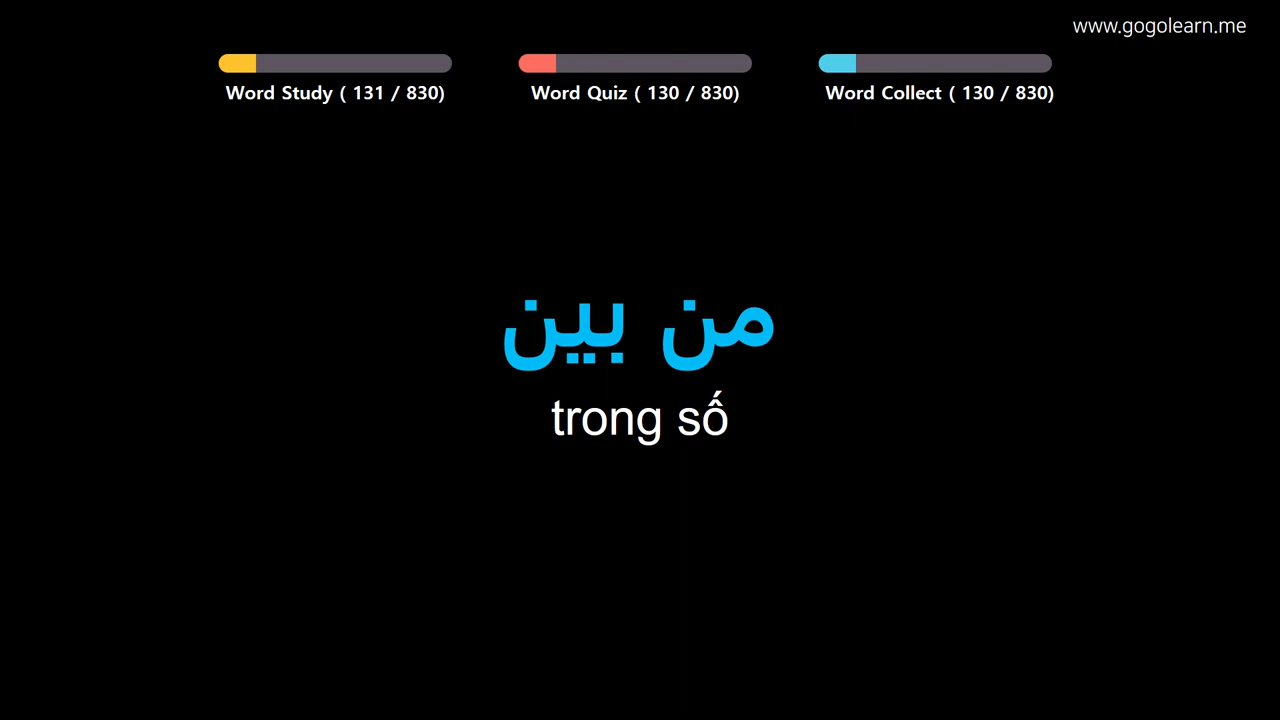 www.gogolearn.me
Word Study ( 131 / 830)
Word Quiz ( 130 / 830)
Word Collect ( 130 / 830)
من بين
trong số